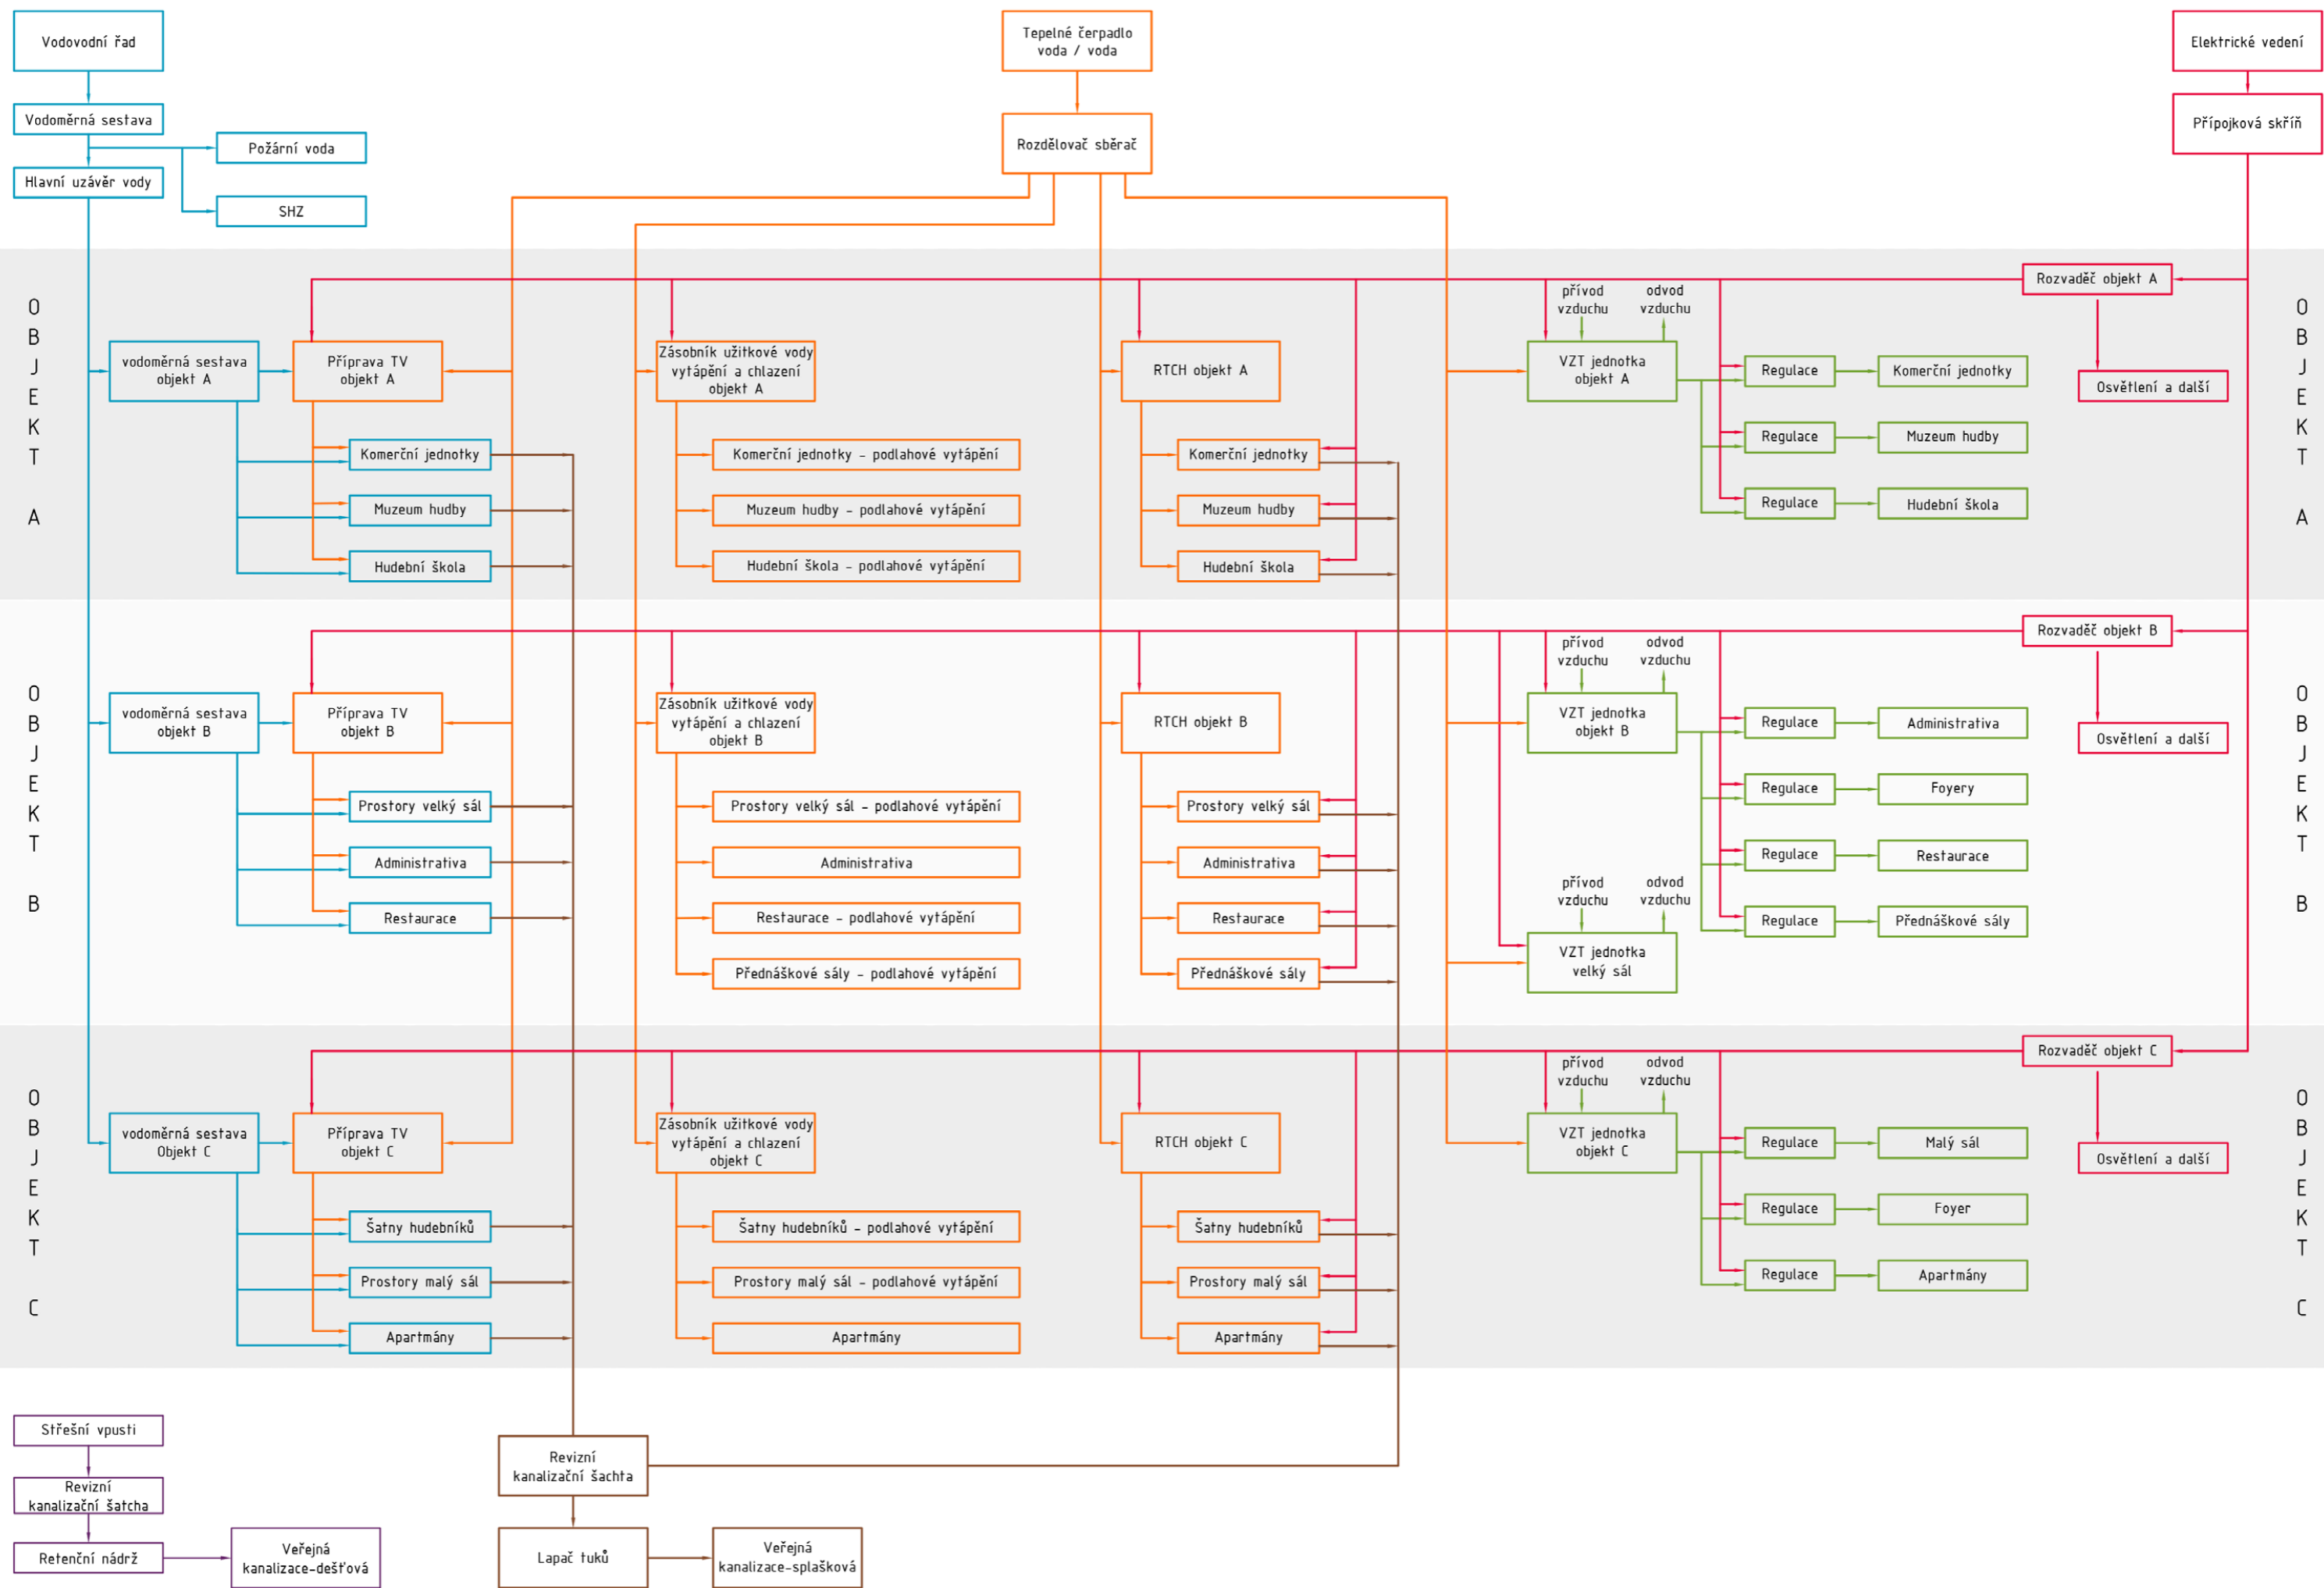 Vodovodní řad
Tepelné čerpadlo
voda / voda
Elektrické vedení
Vodoměrná sestava
Přípojková skříň
Požární voda
Rozdělovač sběrač
Hlavní uzávěr vody
SHZ
OBJEKT A
Rozvaděč objekt A
přívod
vzduchu
odvod
vzduchu
vodoměrná sestava
objekt A
Příprava TV
objekt A
Zásobník užitkové vody
vytápění a chlazení
objekt A
RTCH objekt A
VZT jednotka
objekt A
Regulace
Komerční jednotky
Osvětlení a další
Komerční jednotky
Komerční jednotky - podlahové vytápění
Komerční jednotky
Regulace
Muzeum hudby
Muzeum hudby
Muzeum hudby - podlahové vytápění
Muzeum hudby
Regulace
Hudební škola
Hudební škola
Hudební škola - podlahové vytápění
Hudební škola
OBJEKT A
OBJEKT B
Rozvaděč objekt B
přívod
vzduchu
odvod
vzduchu
vodoměrná sestava
objekt B
Příprava TV
objekt B
Zásobník užitkové vody
vytápění a chlazení
objekt B
RTCH objekt B
VZT jednotka
objekt B
Regulace
Administrativa
Osvětlení a další
Prostory velký sál
Prostory velký sál - podlahové vytápění
Prostory velký sál
Regulace
Foyery
Administrativa
Administrativa
Administrativa
Regulace
Restaurace
Restaurace
Restaurace - podlahové vytápění
Restaurace
přívod
vzduchu
odvod
vzduchu
Regulace
Přednáškové sály
Přednáškové sály - podlahové vytápění
Přednáškové sály
VZT jednotka
velký sál
OBJEKT B
OBJEKT C
Rozvaděč objekt C
přívod
vzduchu
odvod
vzduchu
vodoměrná sestava
Objekt C
Příprava TV
objekt C
Zásobník užitkové vody
vytápění a chlazení
objekt C
RTCH objekt C
VZT jednotka
objekt C
Regulace
Malý sál
Osvětlení a další
Šatny hudebníků
Šatny hudebníků - podlahové vytápění
Šatny hudebníků
Regulace
Foyer
Prostory malý sál
Prostory malý sál - podlahové vytápění
Prostory malý sál
Regulace
Apartmány
Apartmány
Apartmány
Apartmány
OBJEKT C
Střešní vpusti
Revizní
kanalizační šatcha
Retenční nádrž
Veřejná
kanalizace-dešťová
Revizní
kanalizační šachta
Lapač tuků
Veřejná
kanalizace-splašková